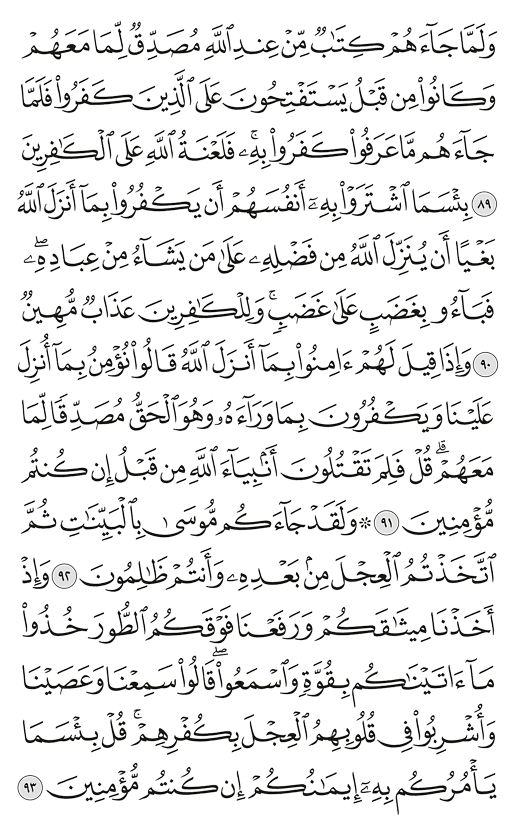 وَلَمَّا جَآءَهُمْ كِتَٰبٌ مِّنْ عِندِ ٱللَّهِ مُصَدِّقٌ لِّمَا مَعَهُمْ
وَكَانُوا۟ مِن قَبْلُ يَسْتَفْتِحُونَ عَلَى ٱلَّذِينَ كَفَرُوا۟ فَلَمَّا
جَآءَهُم مَّا عَرَفُوا۟ كَفَرُوا۟ بِهِۦ ۚ فَلَعْنَةُ ٱللَّهِ عَلَى ٱلْكَٰفِرِينَ
٨٩ بِئْسَمَا ٱشْتَرَوْا۟ بِهِۦٓ أَنفُسَهُمْ أَن يَكْفُرُوا۟ بِمَآ أَنزَلَ ٱللَّهُ
بَغْيًا أَن يُنَزِّلَ ٱللَّهُ مِن فَضْلِهِۦ عَلَىٰ مَن يَشَآءُ مِنْ عِبَادِهِۦ ۖ
فَبَآءُو بِغَضَبٍ عَلَىٰ غَضَبٍ ۚ وَلِلْكَٰفِرِينَ عَذَابٌ مُّهِينٌ
٩٠ وَإِذَا قِيلَ لَهُمْ ءَامِنُوا۟ بِمَآ أَنزَلَ ٱللَّهُ قَالُوا۟ نُؤْمِنُ بِمَآ أُنزِلَ
عَلَيْنَا وَيَكْفُرُونَ بِمَا وَرَآءَهُۥ وَهُوَ ٱلْحَقُّ مُصَدِّقًا لِّمَا
مَعَهُمْ ۗ قُلْ فَلِمَ تَقْتُلُونَ أَنۢبِيَآءَ ٱللَّهِ مِن قَبْلُ إِن كُنتُم
مُّؤْمِنِينَ ٩١ ۞ وَلَقَدْ جَآءَكُم مُّوسَىٰ بِٱلْبَيِّنَٰتِ ثُمَّ
ٱتَّخَذْتُمُ ٱلْعِجْلَ مِنۢ بَعْدِهِۦ وَأَنتُمْ ظَٰلِمُونَ ٩٢ وَإِذْ
أَخَذْنَا مِيثَٰقَكُمْ وَرَفَعْنَا فَوْقَكُمُ ٱلطُّورَ خُذُوا۟
مَآ ءَاتَيْنَٰكُم بِقُوَّةٍ وَٱسْمَعُوا۟ ۖ قَالُوا۟ سَمِعْنَا وَعَصَيْنَا
وَأُشْرِبُوا۟ فِى قُلُوبِهِمُ ٱلْعِجْلَ بِكُفْرِهِمْ ۚ قُلْ بِئْسَمَا
يَأْمُرُكُم بِهِۦٓ إِيمَٰنُكُمْ إِن كُنتُم مُّؤْمِنِينَ ٩٣